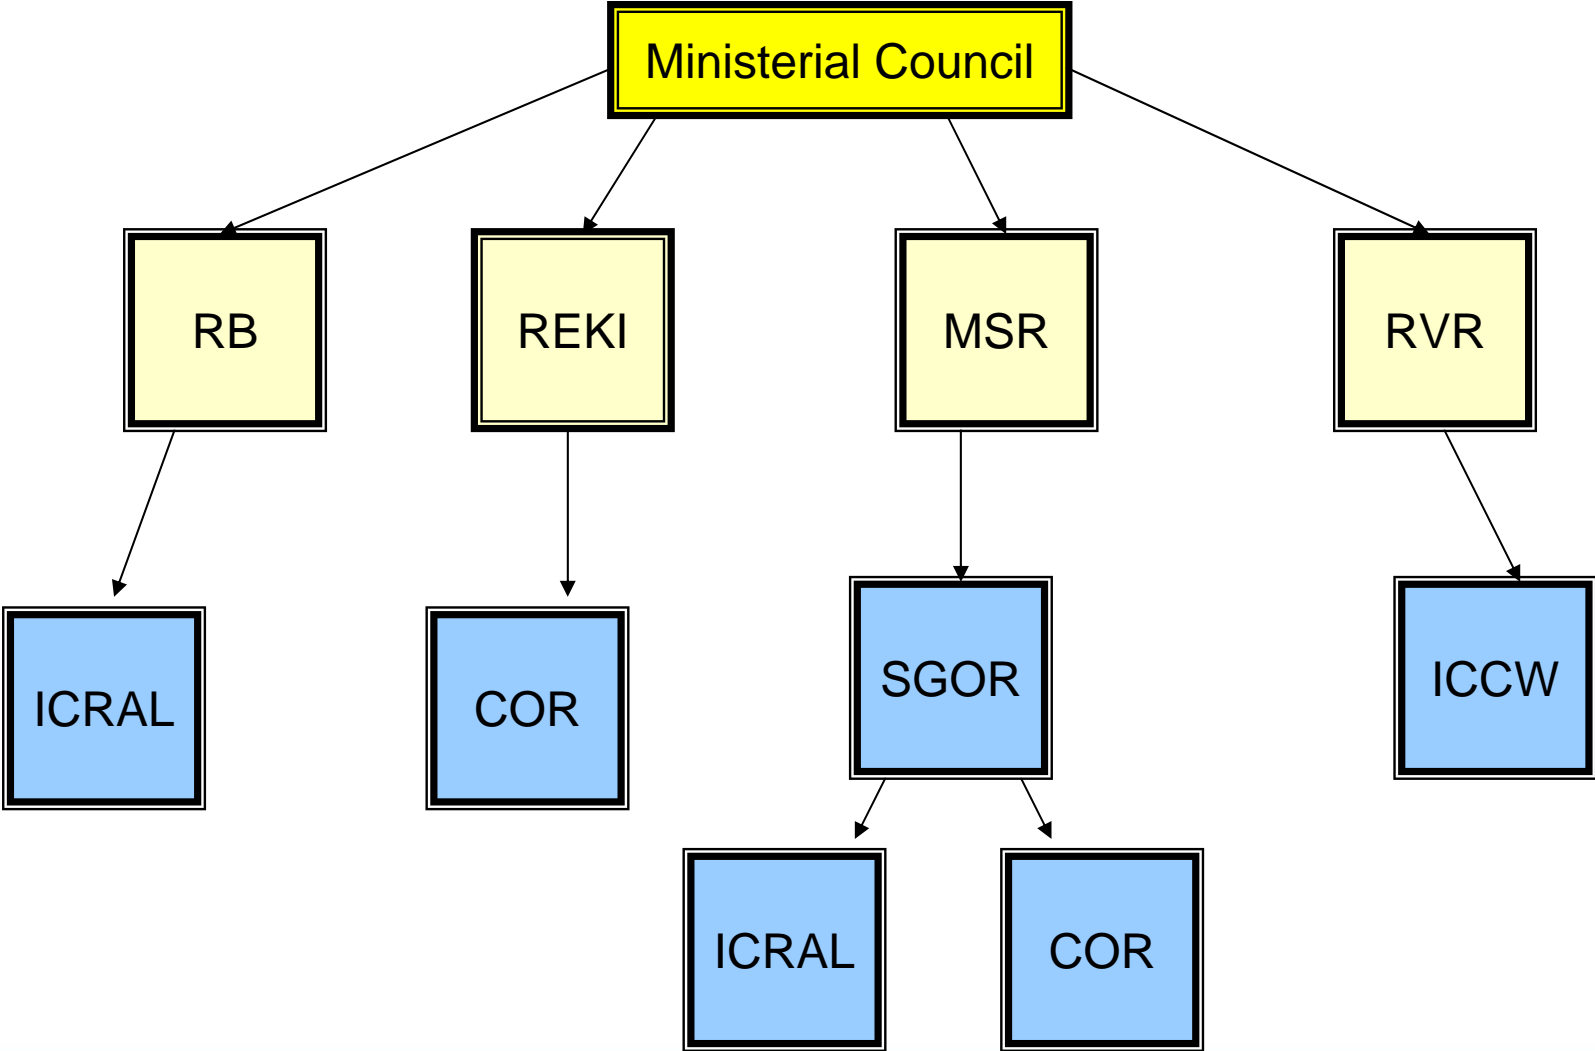 Ministerial Council
RB
REKI
MSR
RVR
ICRAL
COR
SGOR
ICCW
ICRAL
COR